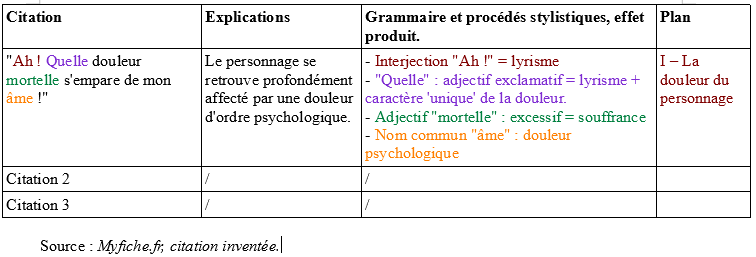 Citation
Explications
Grammaire et procédés stylistiques, effet
produit.
Plan
"Ah ! Quelle douleur
mortelle s'empare de mon
âme !"
Le personnage se
retrouve profondément
affecté par une douleur
d'ordre psychologique.
- Interjection "Ah !" = lyrisme
- "Quelle" : adjectif exclamatif = lyrisme +
caractère 'unique' de la douleur.
- Adjectif "mortelle" : excessif = souffrance
- Nom commun "âme" : douleur
psychologique
I – La
douleur du
personnage
Citation 2
/
/
Citation 3
/
/
Source : Myfiche.fr; citation inventée.